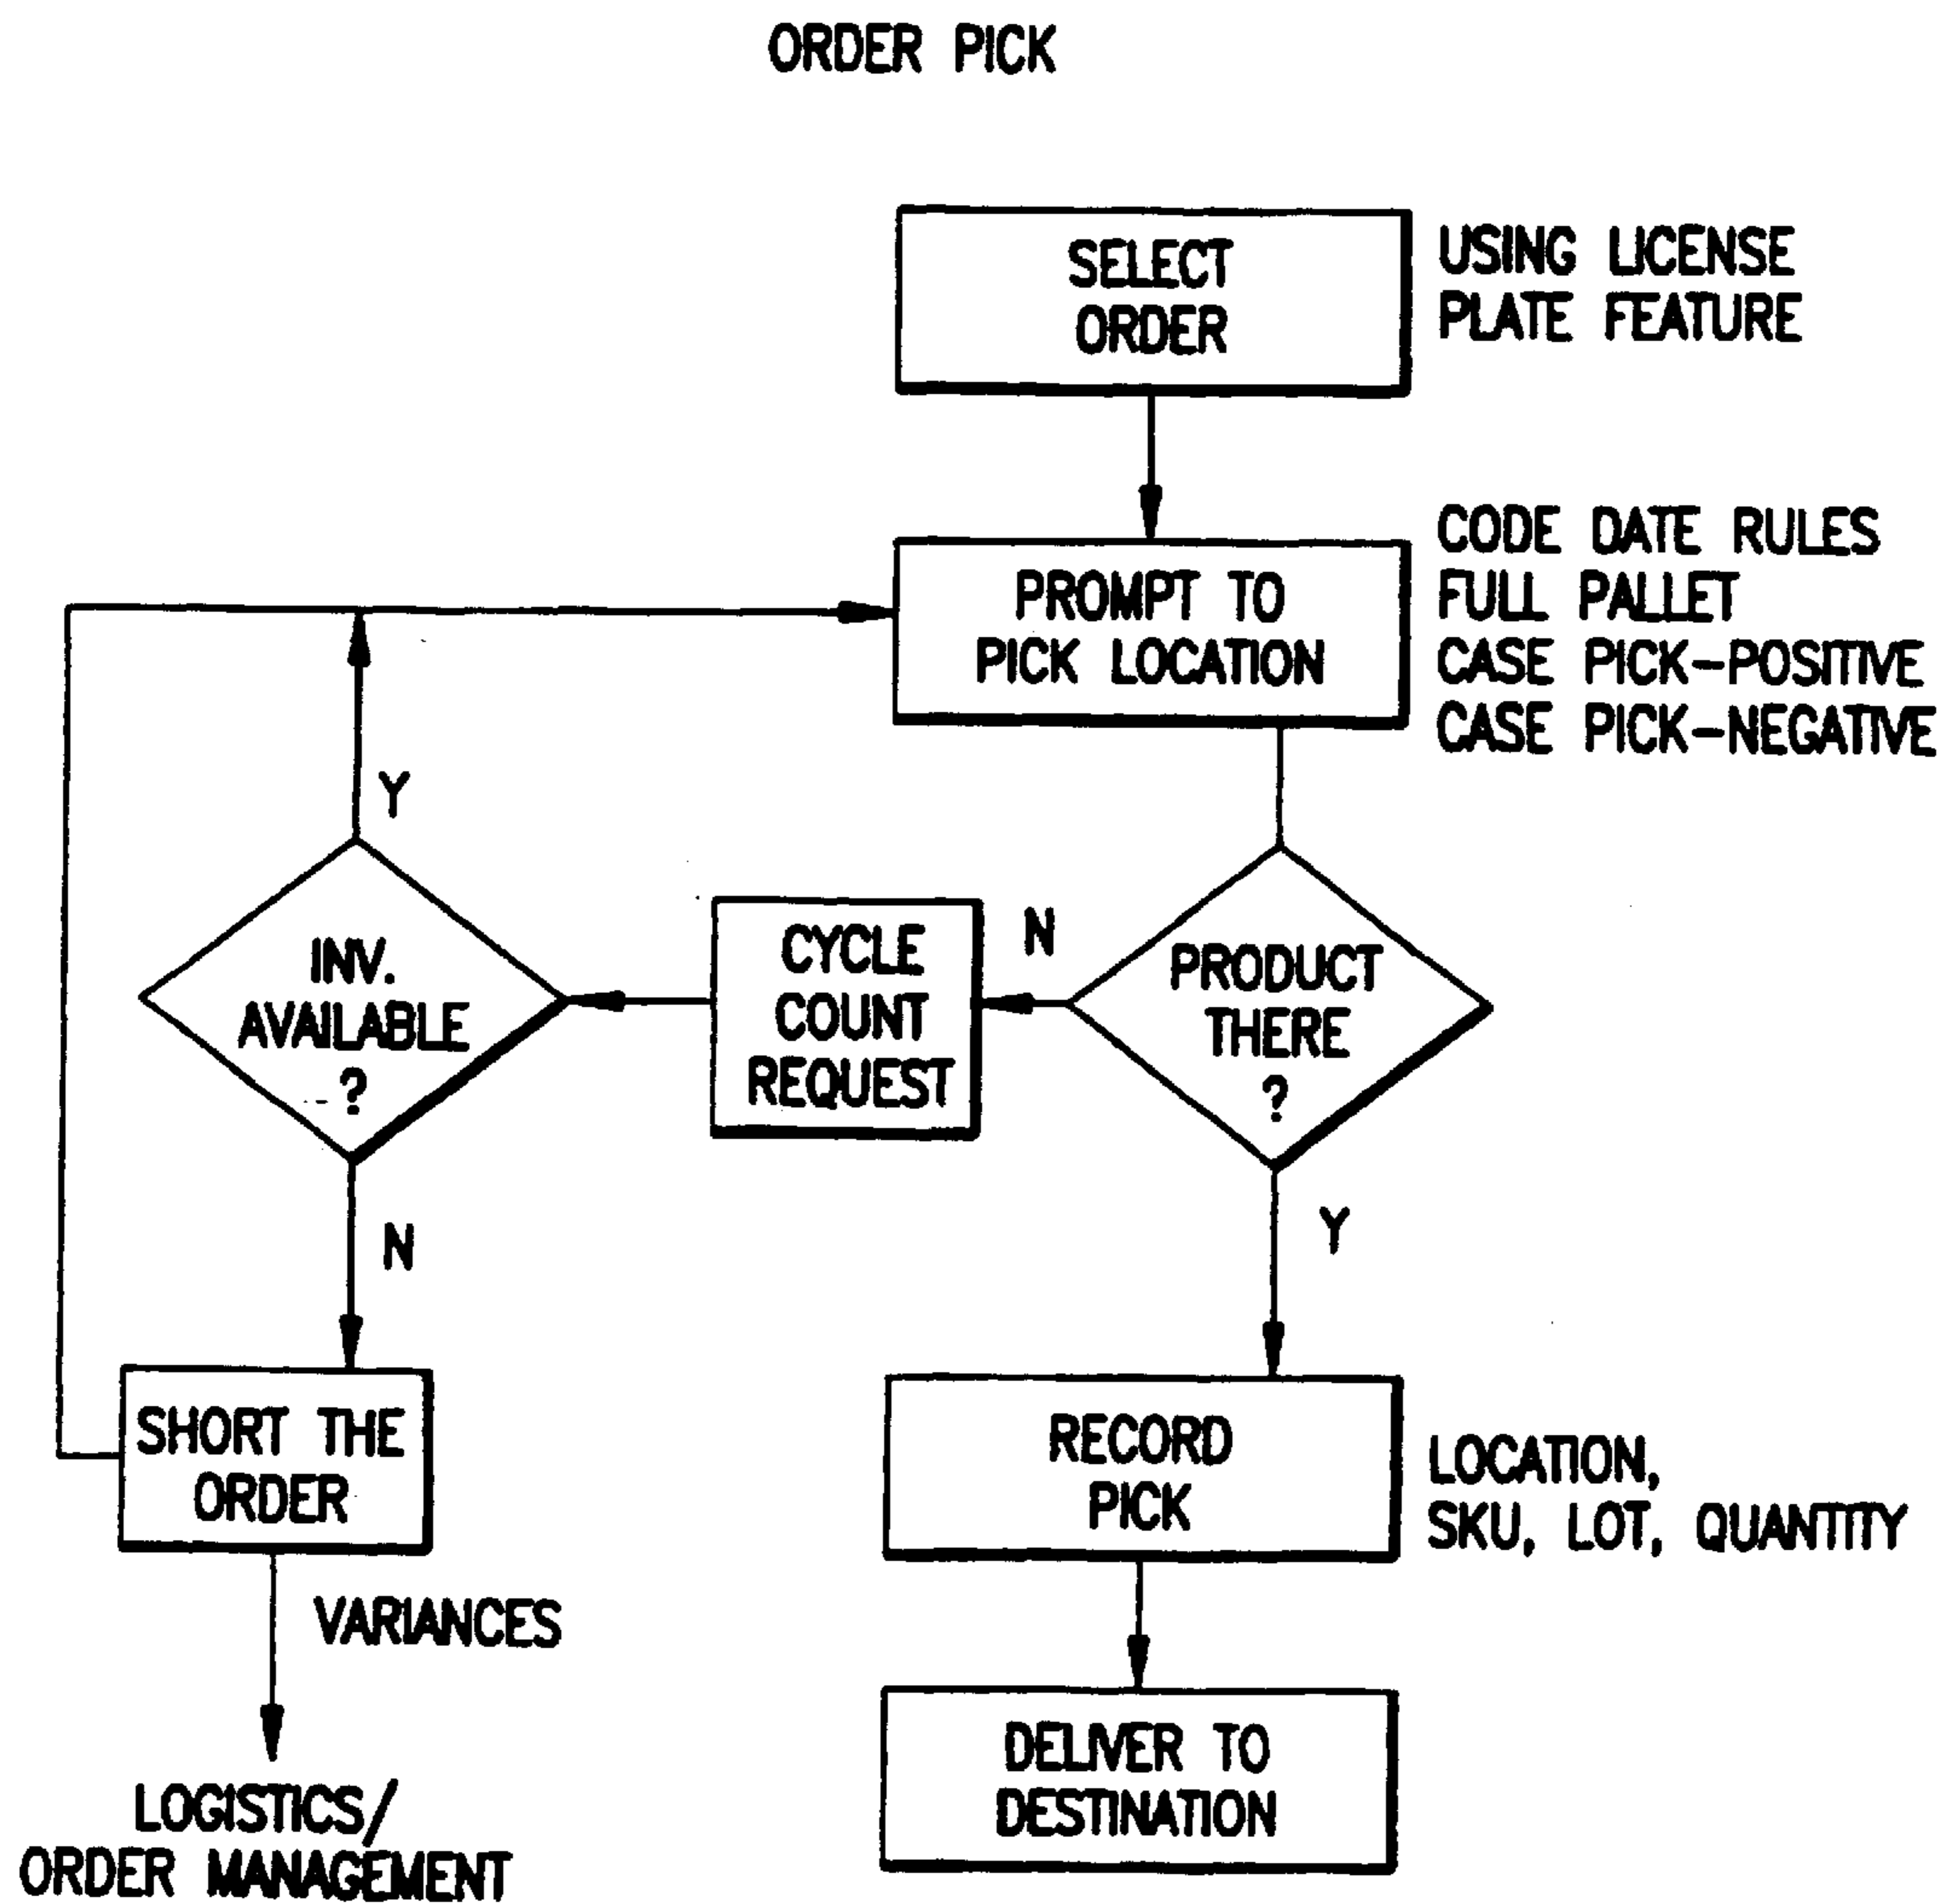 ORDER PICK
SELECT
ORDER
USING LICENSE
PLATE FEATURE
PROMPT TO
PICK LOCATION
CODE DATE RULES
FULL PALLET
CASE PICK-POSITIVE
CASE PICK-NEGATIVE
Y
INV.
AVAILABLE
?
CYCLE
COUNT
REQUEST
N
PRODUCT
THERE
?
N
Y
SHORT THE
ORDER
RECORD
PICK
LOCATION,
SKU, LOT, QUANTITY
VARIANCES
LOGISTICS/
ORDER MANAGEMENT
DELIVER TO
DESTINATION